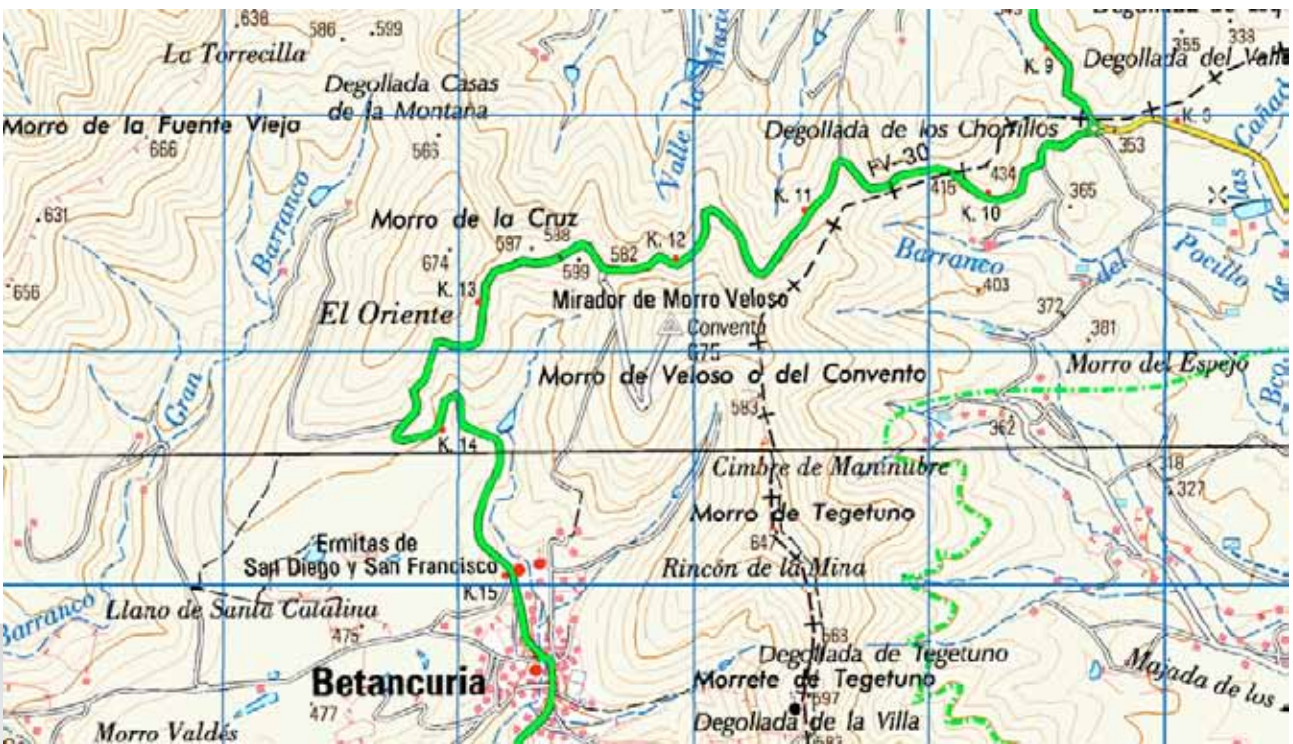 638
586
599
La Torrecilla
Degollada Casas
de la Montaña
Morro de la Fuente Vieja
666
565
631
656
Barranco
Gran
Morro de la Cruz
597
598
599
582
674
K. 13
El Oriente
K. 12
Valle la
K. 11
Degollada de los Chorrillos
FV-30
416
434
K. 10
K. 9
353
365
355
338
Degollada del Valle
Barranco
del
Pocillo
las
de
403
372
381
Mirador de Morro Veloso
Convento
675
Morro de Veloso o del Convento
583
Morro del Espejo
Bco.
362
318
327
K. 14
Cimbre de Maninubre
Morro de Tegetuno
647
Rincón de la Mina
Ermitas de
San Diego y San Francisco
K.15
Barranco
Llano de Santa Catalina
475
Betancuria
477
Morro Valdés
563
Degollada de Tegetuno
Morrete de Tegetuno
597
Degollada de la Villa
Majada de los